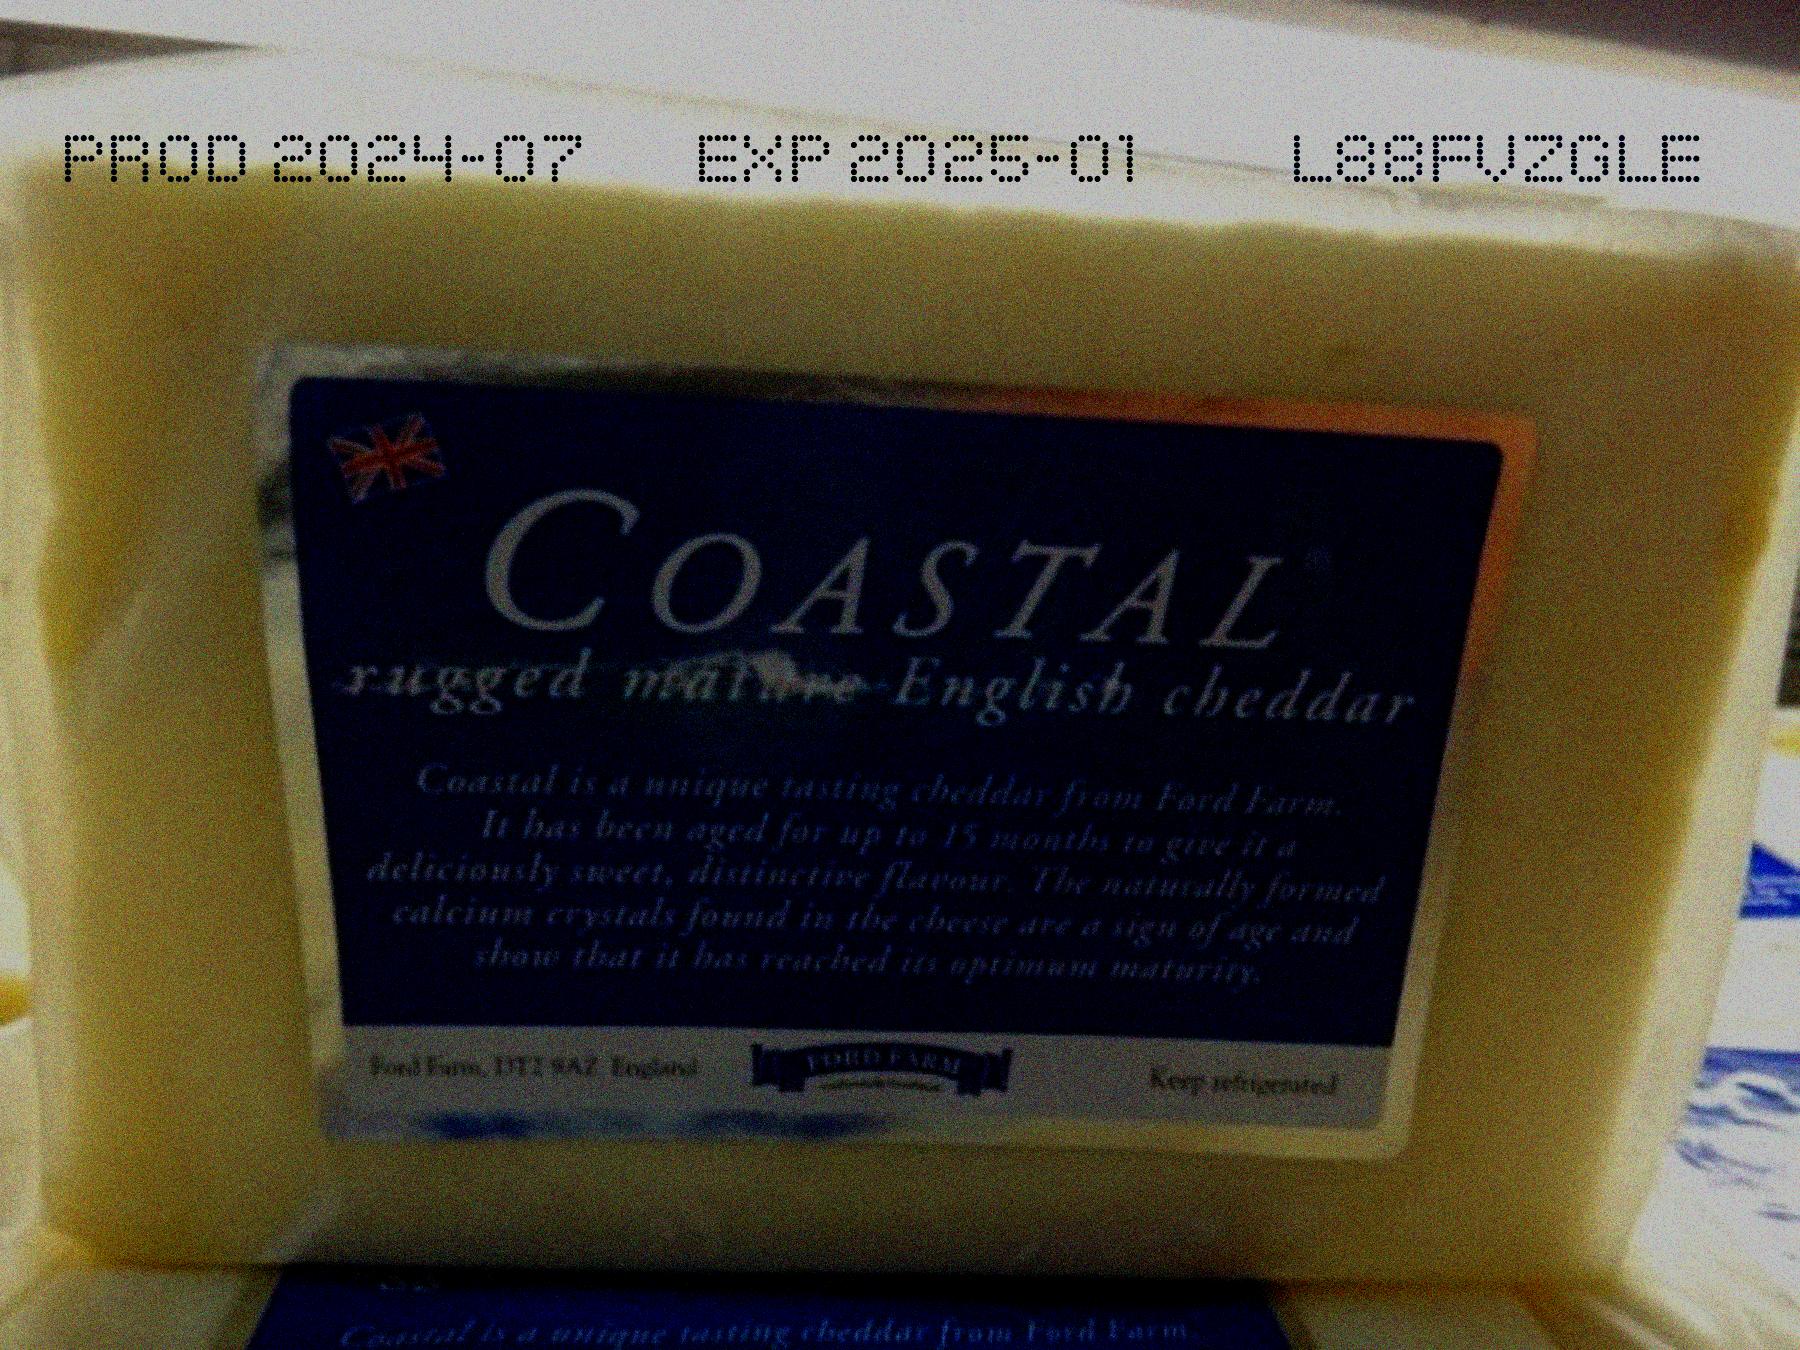 PROD 2024-07 EXP 2025-01 L88FVZGLE
COASTAL
rugged mature English cheddar
Coastal is a unique tasting cheddar from Ford Farm.
It has been aged for up to 15 months to give it a
deliciously sweet, distinctive flavour. The naturally formed
calcium crystals found in the cheese are a sign of age and
show that it has reached its optimum maturity.
Ford Farm, DT2 9AZ England
FORD FARM
Keep refrigerated
Coastal is a unique tasting cheddar from Ford Farm.